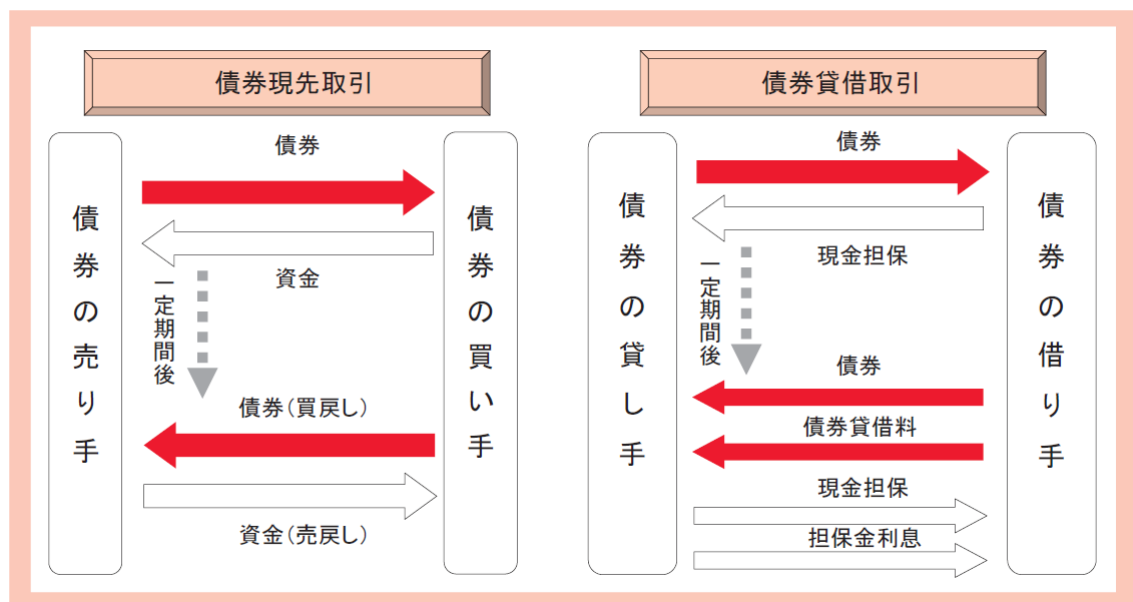 債券現先取引
債券の売り手
債券
資金
一定期間後
債券（買戻し）
資金（売戻し）
債券の買い手
債券貸借取引
債券の貸し手
債券
現金担保
一定期間後
債券
債券貸借料
現金担保
担保金利息
債券の借り手